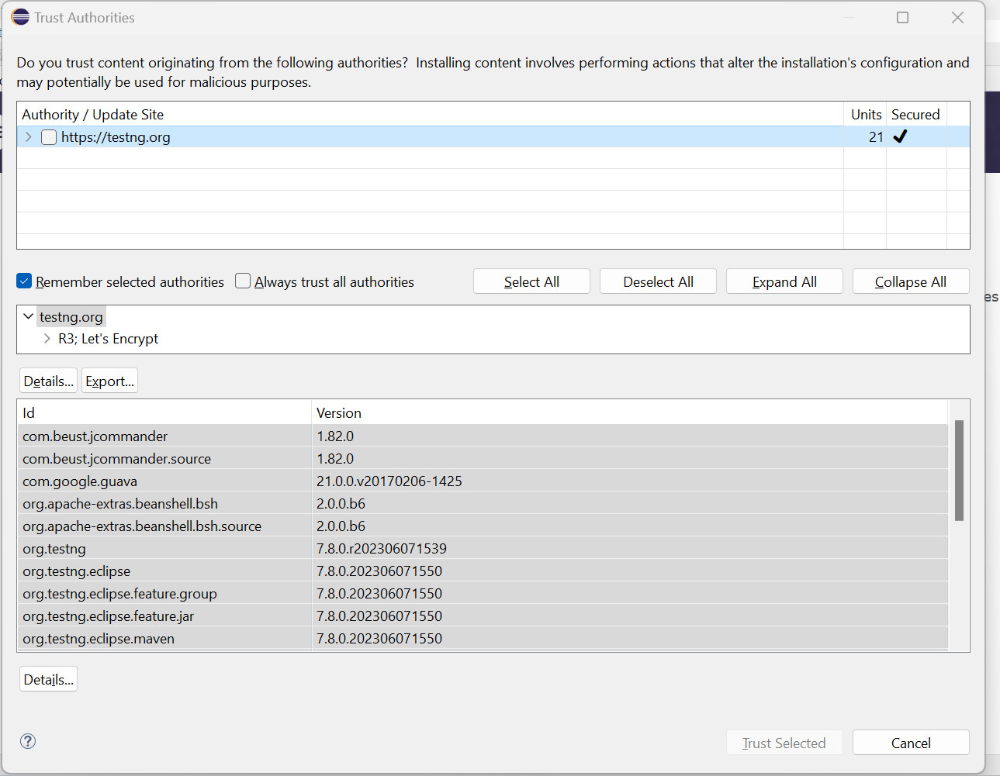 Trust Authorities
Do you trust content originating from the following authorities?  Installing content involves performing actions that alter the installation's configuration and
may potentially be used for malicious purposes.
Authority / Update Site Units Secured
https://testng.org 21
Remember selected authorities Always trust all authorities Select All Deselect All Expand All Collapse All
es
testng.org
R3; Let's Encrypt
Details... Export...
Id Version
com.beust.jcommander 1.82.0
com.beust.jcommander.source 1.82.0
com.google.guava 21.0.0.v20170206-1425
org.apache-extras.beanshell.bsh 2.0.0.b6
org.apache-extras.beanshell.bsh.source 2.0.0.b6
org.testng 7.8.0.r202306071539
org.testng.eclipse 7.8.0.202306071550
org.testng.eclipse.feature.group 7.8.0.202306071550
org.testng.eclipse.feature.jar 7.8.0.202306071550
org.testng.eclipse.maven 7.8.0.202306071550
Details...
? Trust Selected Cancel